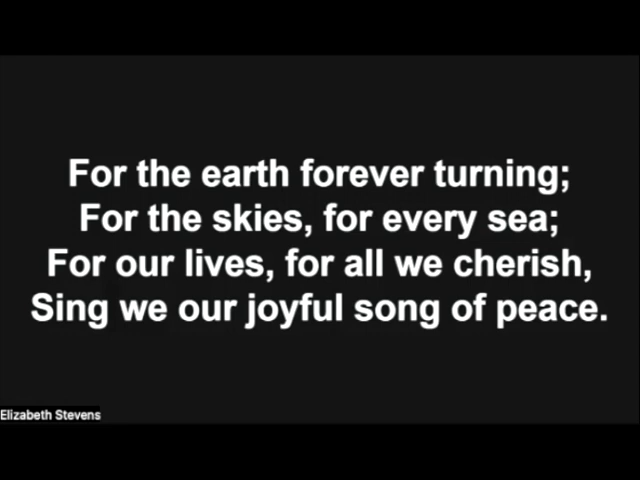 For the earth forever turning;
For the skies, for every sea;
For our lives, for all we cherish,
Sing we our joyful song of peace.
Elizabeth Stevens